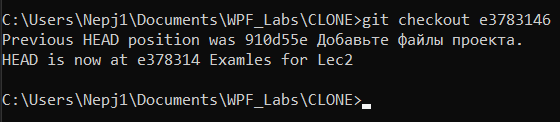 C:\Users\Nepj1\Documents\WPF_Labs\CLONE>git checkout e3783146
Previous HEAD position was 910d55e Добавьте файлы проекта.
HEAD is now at e378314 Examles for Lec2
C:\Users\Nepj1\Documents\WPF_Labs\CLONE>